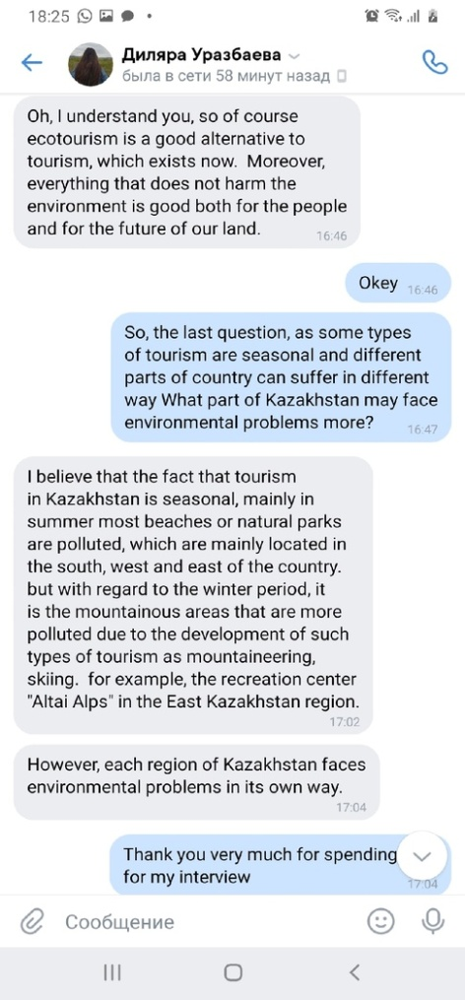 18:25
Диляра Уразбаева
была в сети 58 минут назад
Oh, I understand you, so of course
ecotourism is a good alternative to
tourism, which exists now.  Moreover,
everything that does not harm the
environment is good both for the people
and for the future of our land.
16:46
Okey
16:46
So, the last question, as some types
of tourism are seasonal and different
parts of country can suffer in different
way What part of Kazakhstan may face
environmental problems more?
16:47
I believe that the fact that tourism
in Kazakhstan is seasonal, mainly in
summer most beaches or natural parks
are polluted, which are mainly located in
the south, west and east of the country.
but with regard to the winter period, it
is the mountainous areas that are more
polluted due to the development of such
types of tourism as mountaineering,
skiing.  for example, the recreation center
"Altai Alps" in the East Kazakhstan region.
17:02
However, each region of Kazakhstan faces
environmental problems in its own way.
17:04
Thank you very much for spending
for my interview
17:04
Сообщение